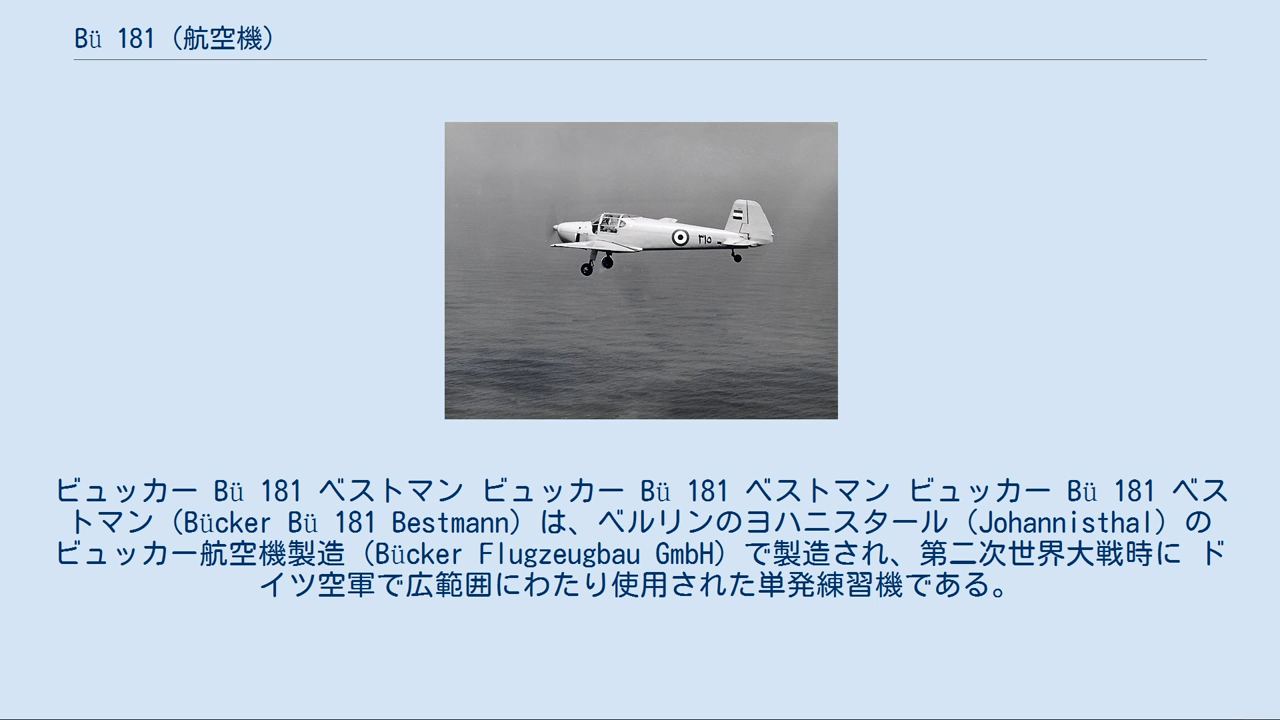 Bü 181（航空機）
٣١٥
ビュッカー Bü 181 ベストマン ビュッカー Bü 181 ベストマン ビュッカー Bü 181 ベス
トマン（Bücker Bü 181 Bestmann）は、ベルリンのヨハニスタール（Johannisthal）の
ビュッカー航空機製造（Bücker Flugzeugbau GmbH）で製造され、第二次世界大戦時に ド
イツ空軍で広範囲にわたり使用された単発練習機である。